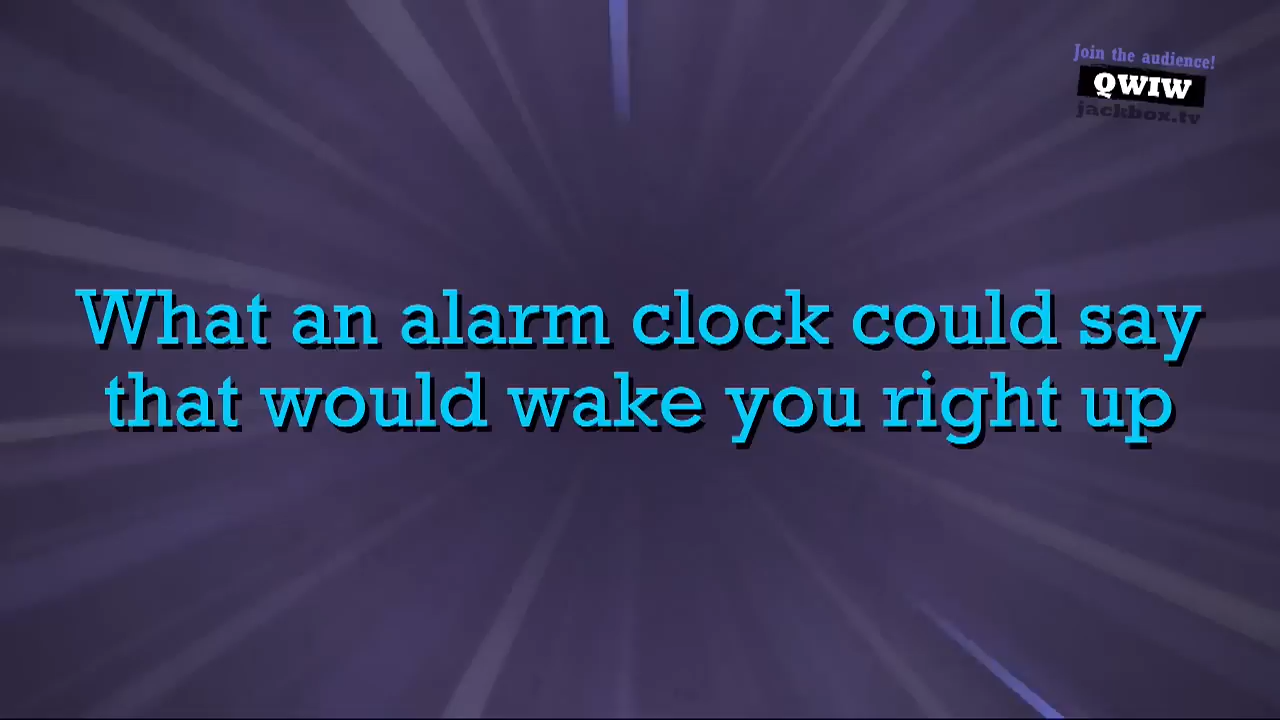 Join the audience!
QWIW
jackbox.tv
What an alarm clock could say
that would wake you right up